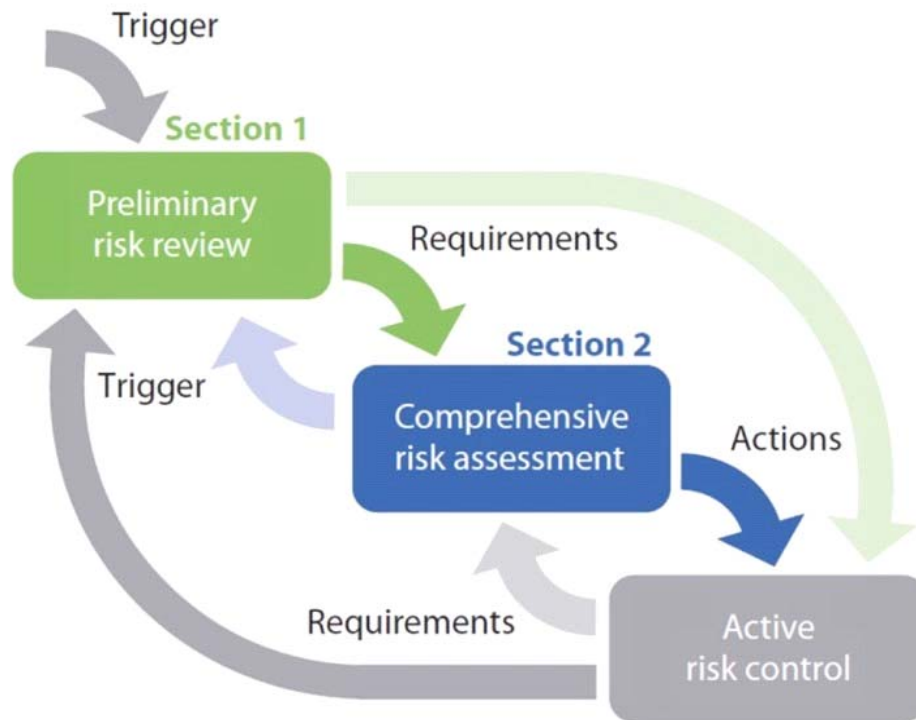 Trigger
Section 1
Preliminary
risk review
Requirements
Section 2
Trigger
Comprehensive
risk assessment
Actions
Requirements
Active
risk control